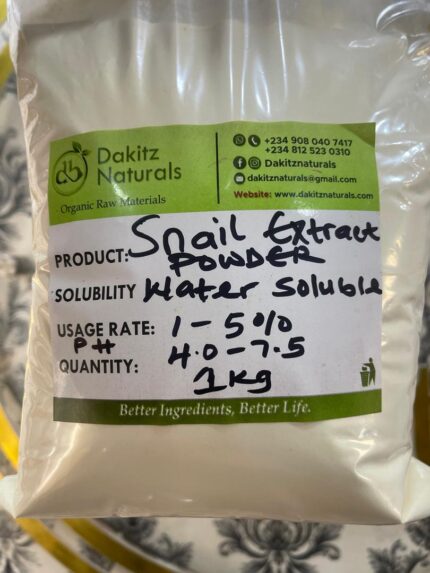 db
Dakitz
Naturals
Organic Raw Materials
+234 908 040 7417
+234 812 523 0310
Dakitznaturals
dakitznaturals@gmail.com
Website: www.dakitznaturals.com
PRODUCT: Snail Extract
POWDER
SOLUBILITY Water Soluble
USAGE RATE: 1 - 5%
PH 4.0 - 7.5
QUANTITY: 1kg
Better Ingredients, Better Life.